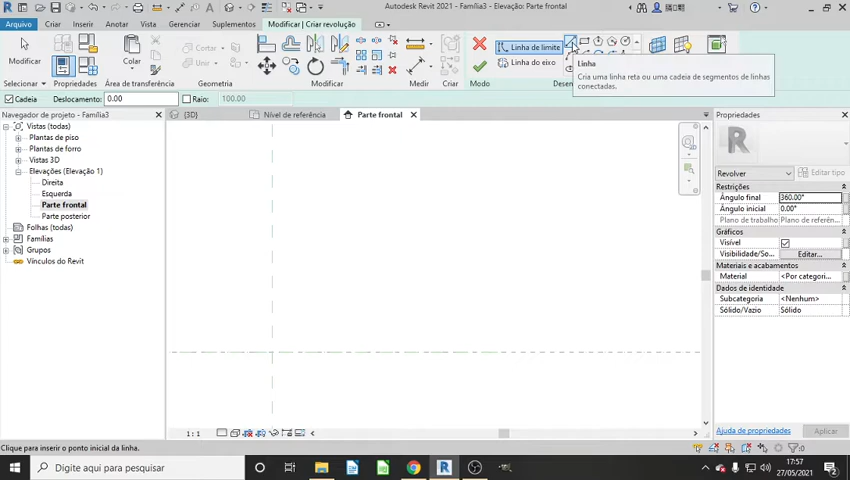 Autodesk Revit 2021 - Família3 - Elevação: Parte frontal
Arquivo Criar Inserir Anotar Vista Gerenciar Suplementos Modificar | Criar revolução
Modificar
Colar
Cortar
Unir
Linha de limite
Linha do eixo
Selecionar Propriedades Área de transferência Geometria Modificar Medir Criar Modo
Linha
Cria uma linha reta ou uma cadeia de segmentos de linhas
conectadas.
Cadeia Deslocamento: 0.00 Raio: 100.00
Navegador de projeto - Família3
{3D} Nível de referência Parte frontal
Propriedades
Vistas (todas)
Plantas de piso
Plantas de forro
Vistas 3D
Elevações (Elevação 1)
Direita
Esquerda
Parte frontal
Parte posterior
Folhas (todas)
Famílias
Grupos
Vínculos do Revit
Editar tipo
Revolver
Restrições
Ângulo final 360.00°
Ângulo inicial 0.00°
Plano de trabalho Plano de referên...
Gráficos
Visível
Visibilidade/So... Editar...
Materiais e acabamentos
Material <Por categori...
Dados de identidade
Subcategoria <Nenhum>
Sólido/Vazio Sólido
Ajuda de propriedades Aplicar
1:1
Clique para inserir o ponto inicial da linha.
:0
Digite aqui para pesquisar
17:57
27/05/2021
2